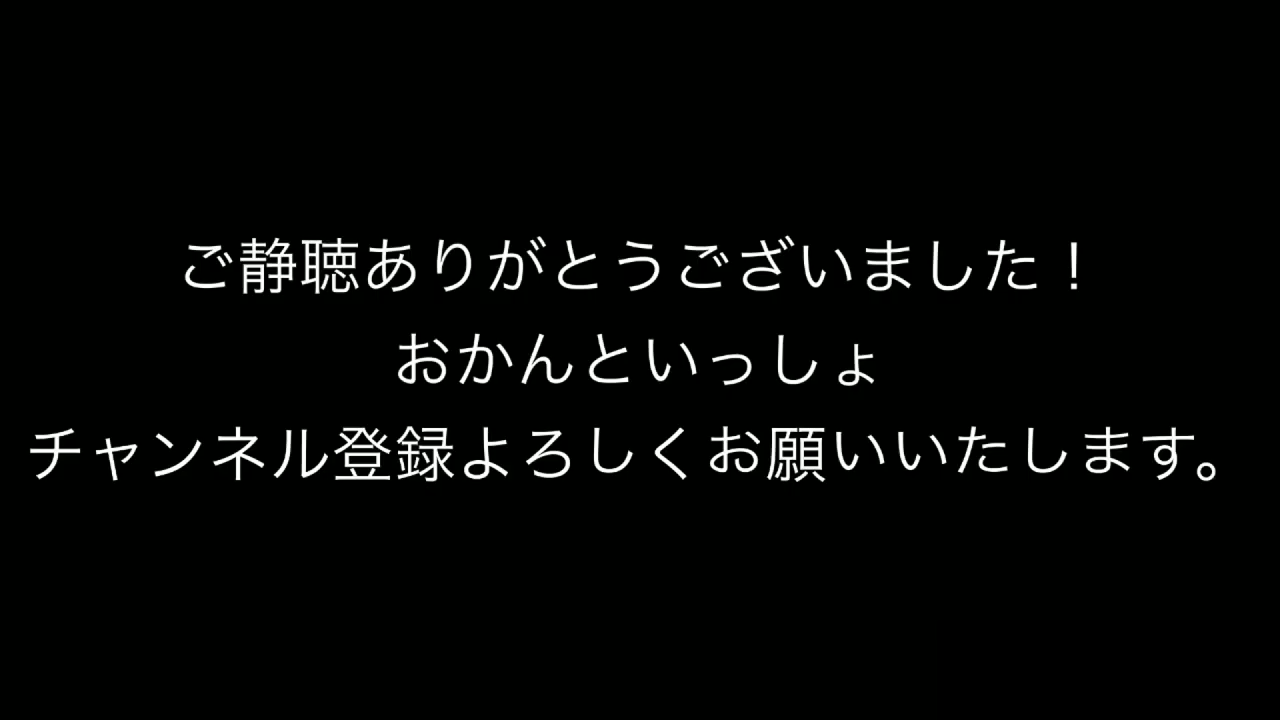 ご静聴ありがとうございました！
おかんといっしょ
チャンネル登録よろしくお願いいたします。